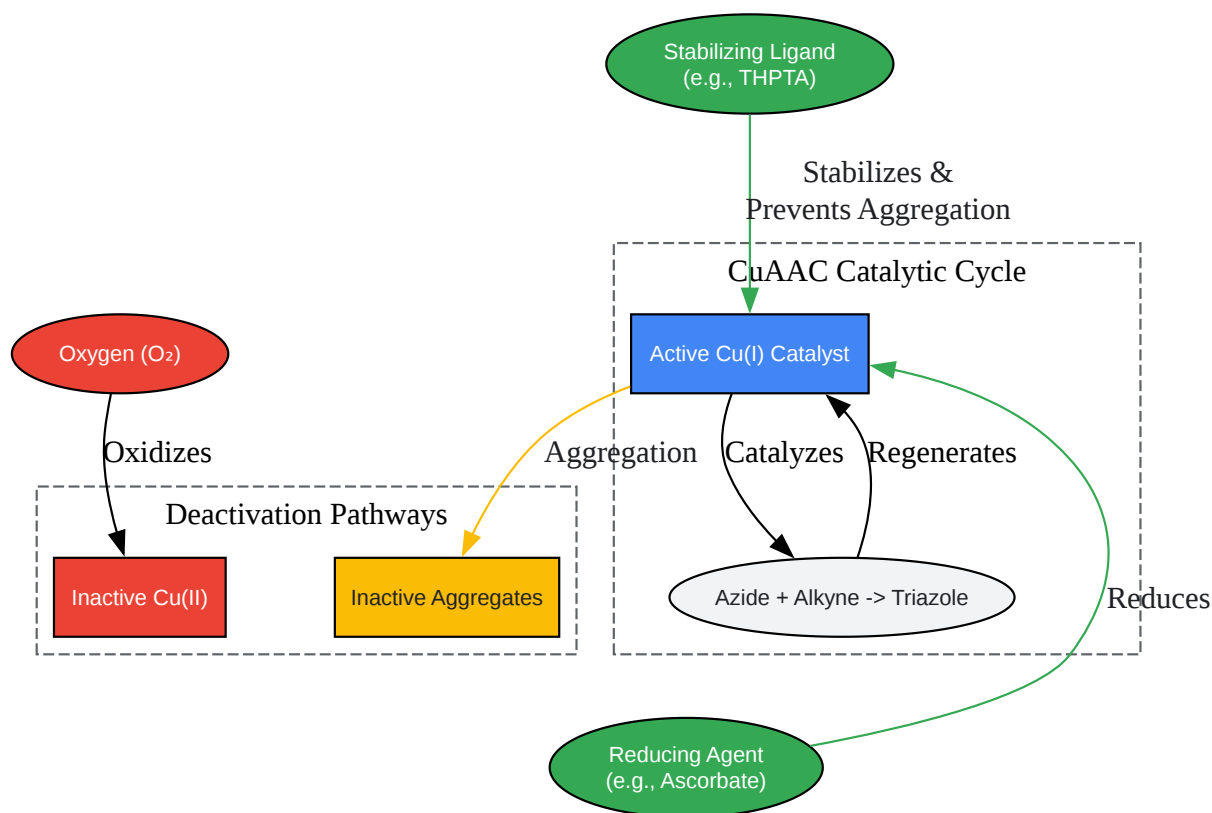 Stabilizing Ligand
(e.g., THPTA)
Stabilizes &
Prevents Aggregation
CuAAC Catalytic Cycle
Oxygen (O₂)
Active Cu(I) Catalyst
Oxidizes
Aggregation
Catalyzes
Regenerates
Deactivation Pathways
Inactive Cu(II)
Inactive Aggregates
Azide + Alkyne -> Triazole
Reduces
Reducing Agent
(e.g., Ascorbate)